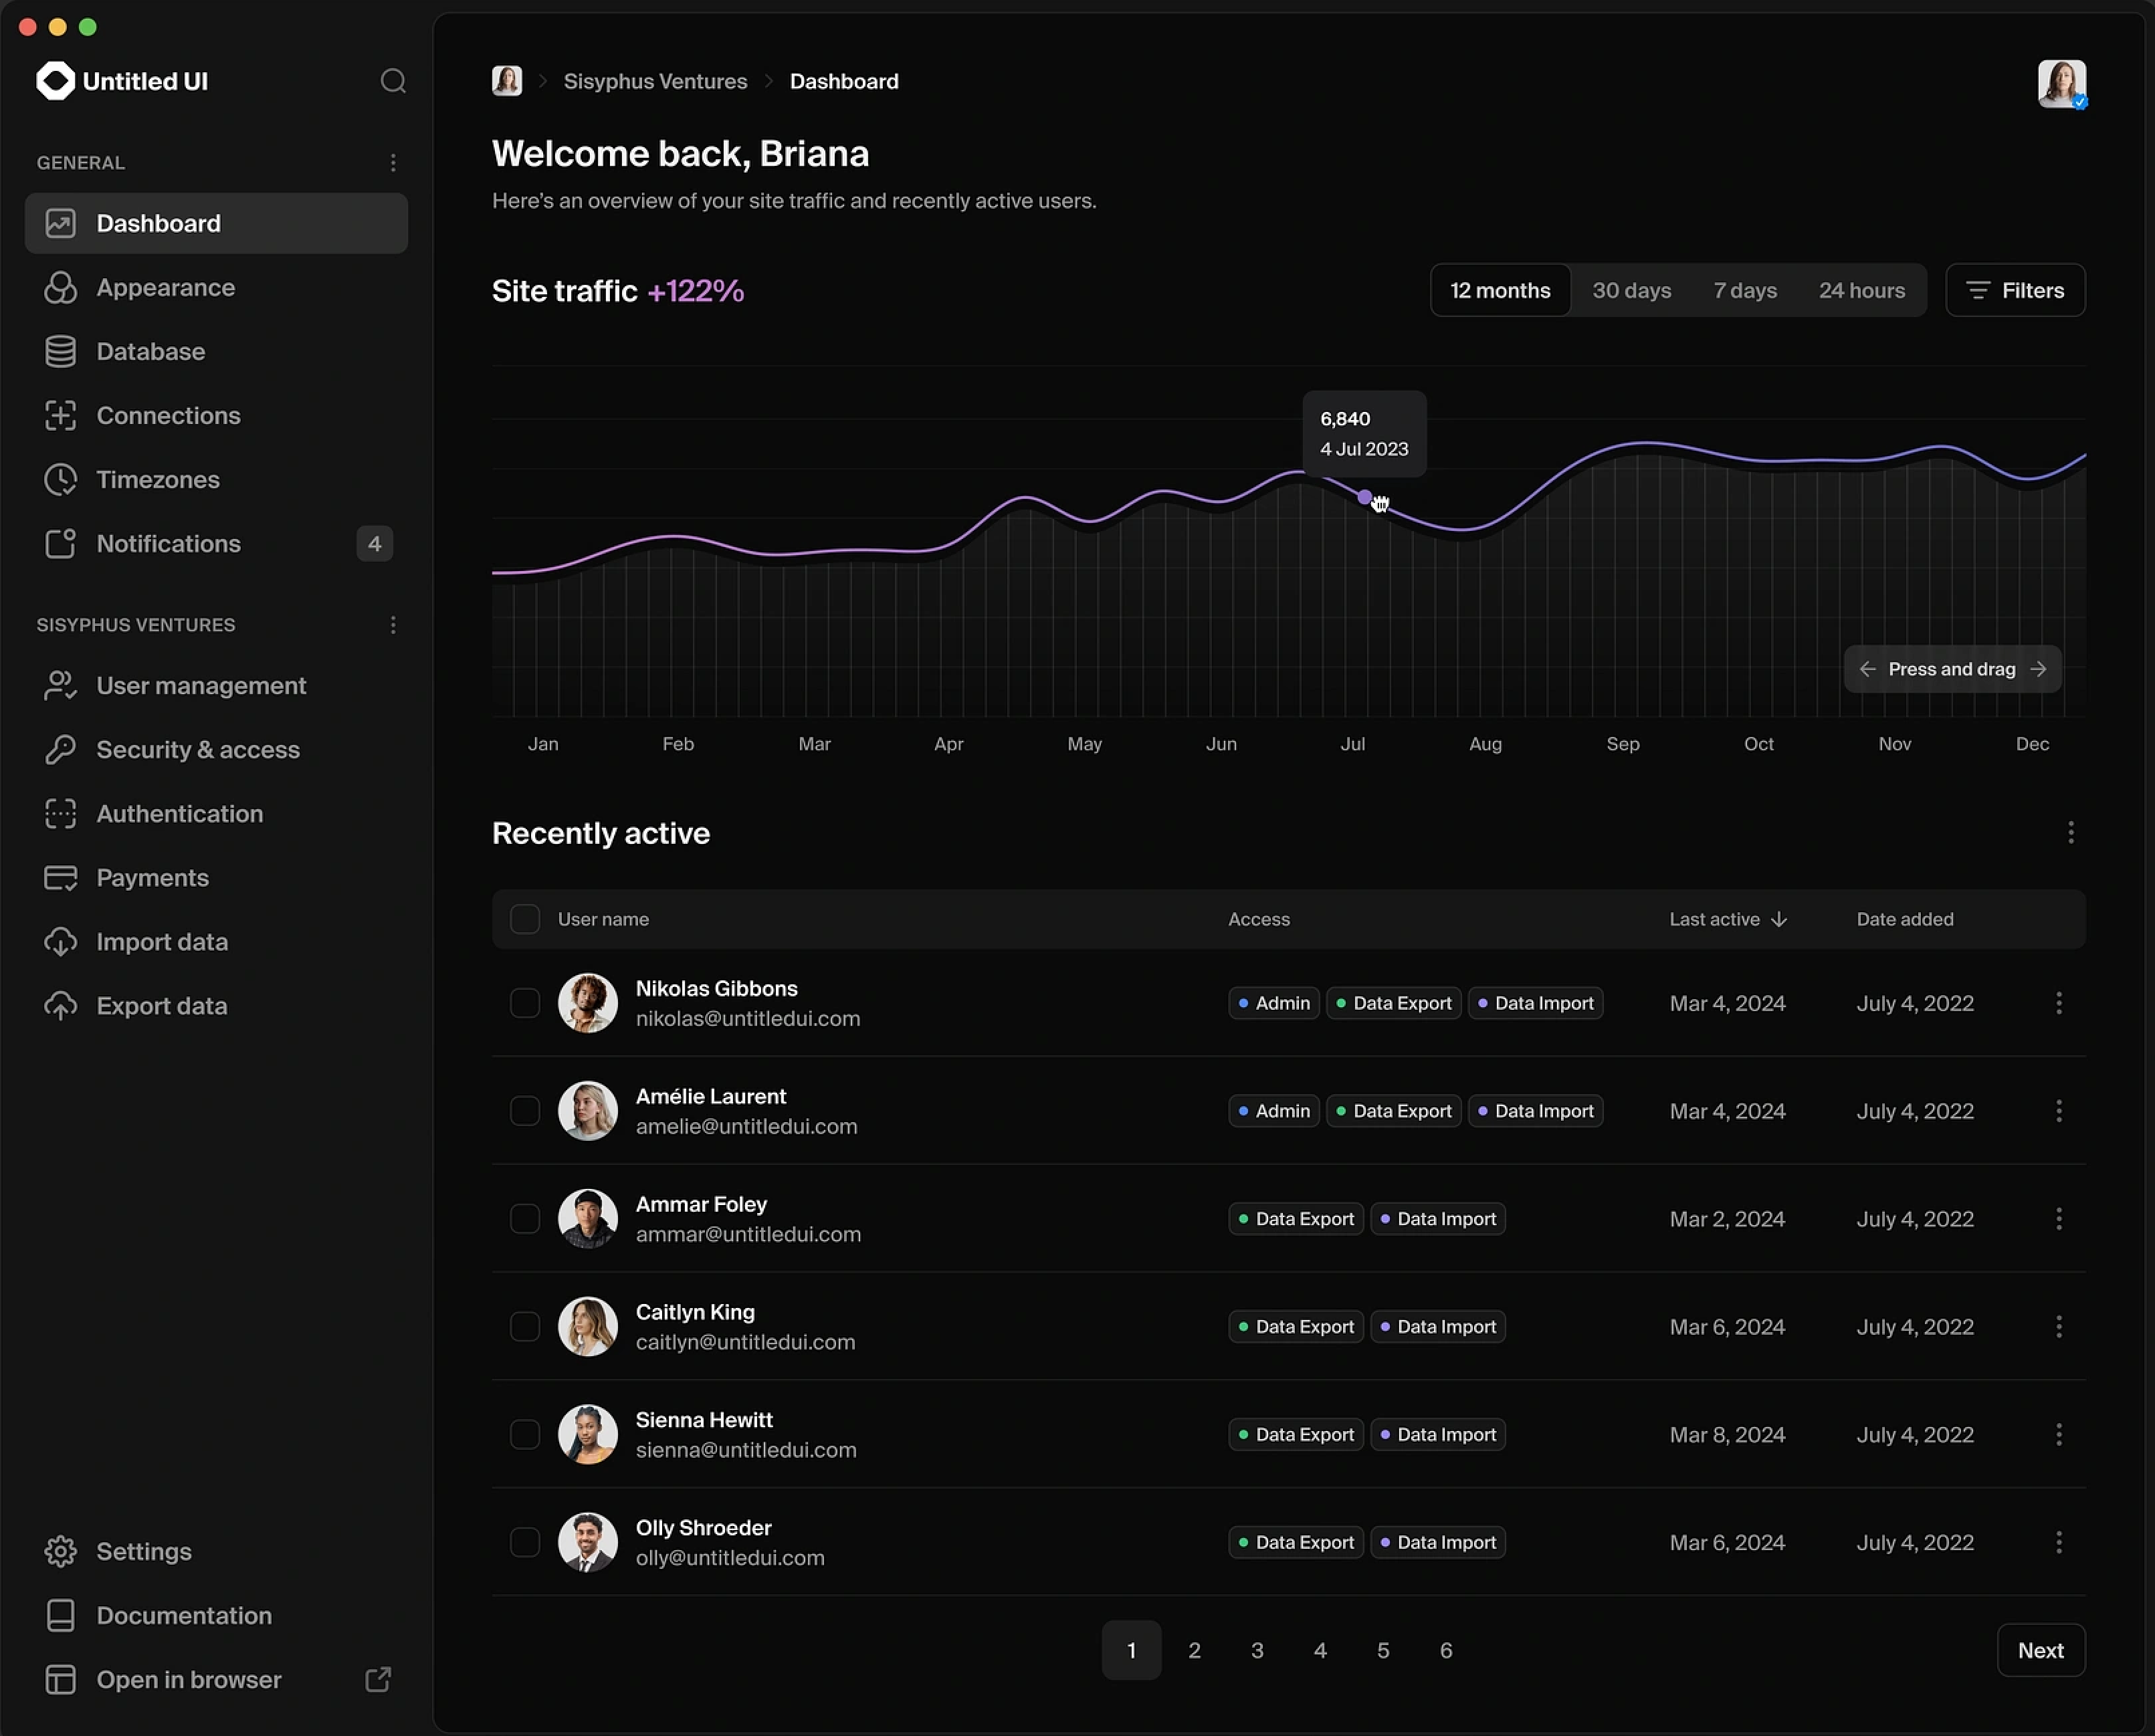 Untitled UI
GENERAL
Dashboard
Appearance
Database
Connections
Timezones
Notifications 4
SISYPHUS VENTURES
User management
Security & access
Authentication
Payments
Import data
Export data
Settings
Documentation
Open in browser
Sisyphus Ventures Dashboard
Welcome back, Briana
Here’s an overview of your site traffic and recently active users.
Site traffic +122%
12 months 30 days 7 days 24 hours Filters
6,840
4 Jul 2023
Press and drag
Jan Feb Mar Apr May Jun Jul Aug Sep Oct Nov Dec
Recently active
User name Access Last active Date added
Nikolas Gibbons
nikolas@untitledui.com
Admin Data Export Data Import Mar 4, 2024 July 4, 2022
Amélie Laurent
amelie@untitledui.com
Admin Data Export Data Import Mar 4, 2024 July 4, 2022
Ammar Foley
ammar@untitledui.com
Data Export Data Import Mar 2, 2024 July 4, 2022
Caitlyn King
caitlyn@untitledui.com
Data Export Data Import Mar 6, 2024 July 4, 2022
Sienna Hewitt
sienna@untitledui.com
Data Export Data Import Mar 8, 2024 July 4, 2022
Olly Shroeder
olly@untitledui.com
Data Export Data Import Mar 6, 2024 July 4, 2022
1 2 3 4 5 6 Next